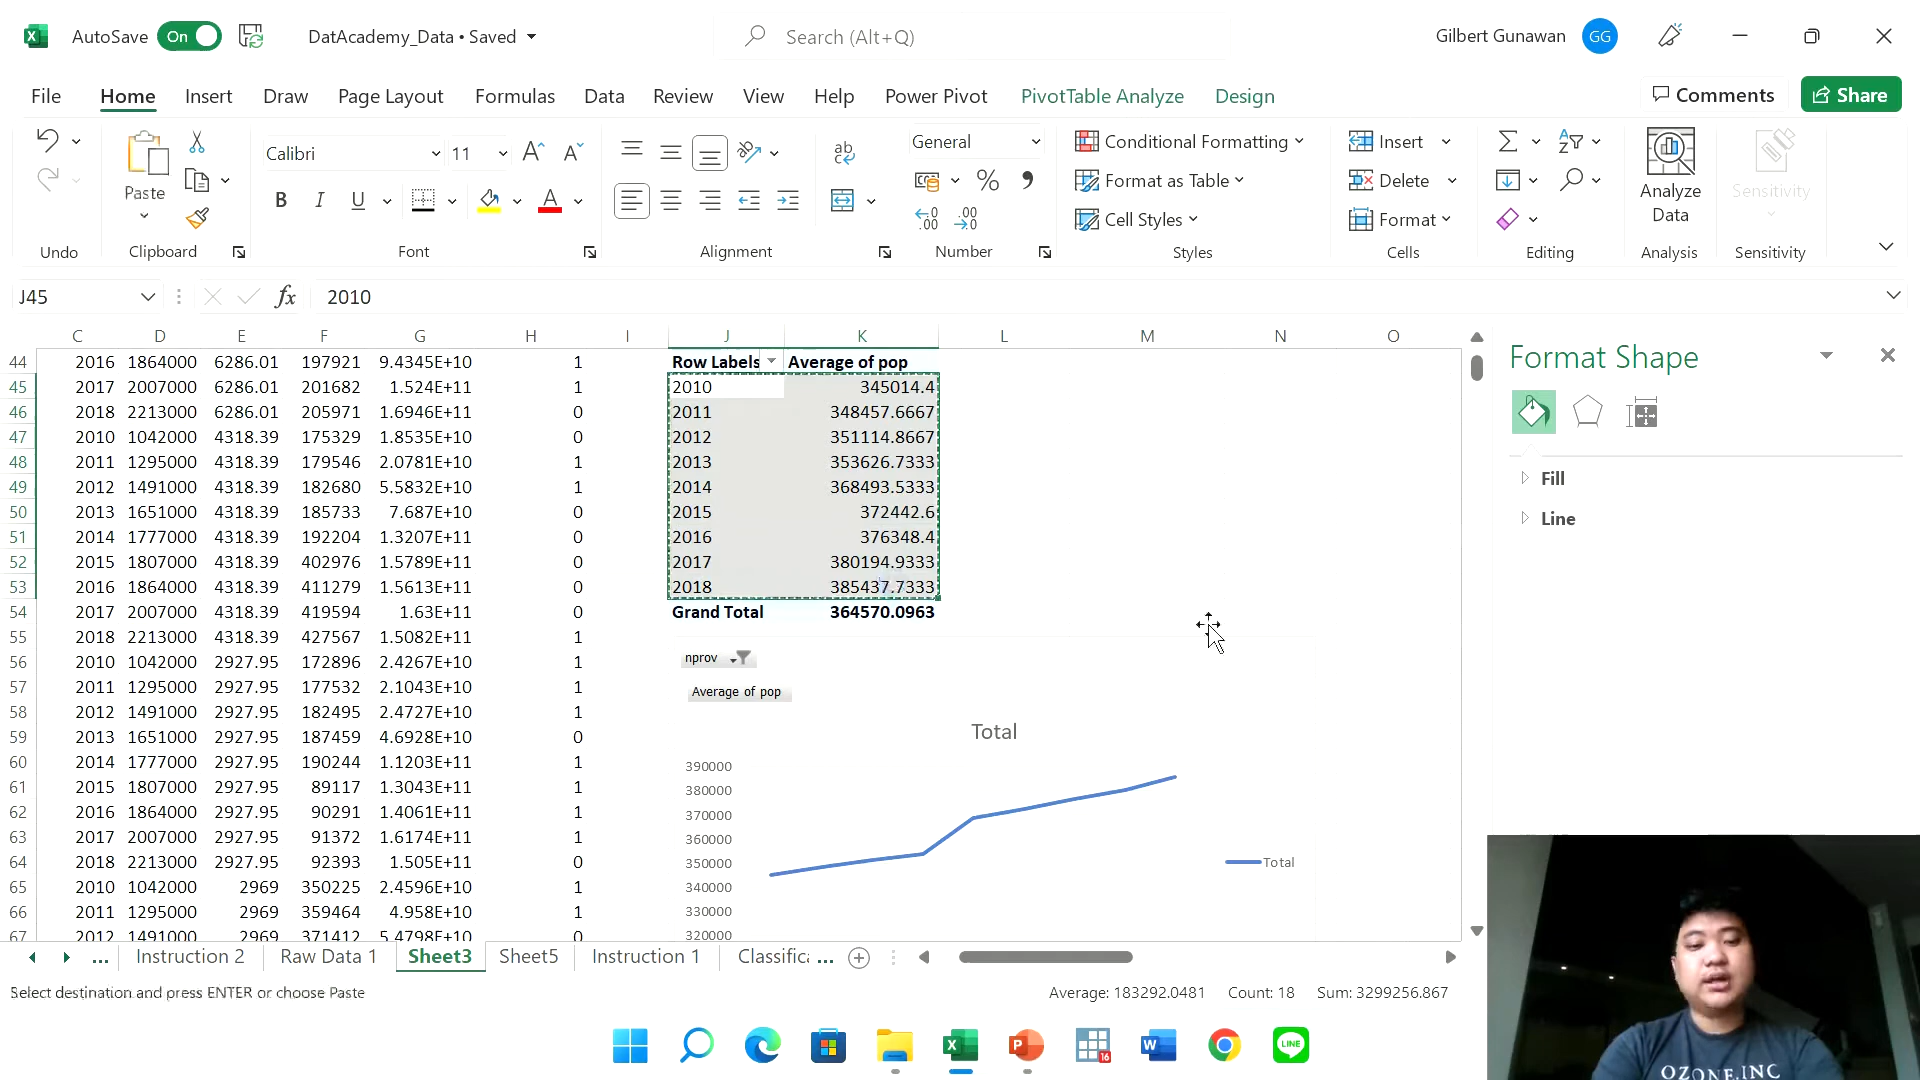 AutoSave On DatAcademy_Data • Saved Search (Alt+Q) Gilbert Gunawan GG
File Home Insert Draw Page Layout Formulas Data Review View Help Power Pivot PivotTable Analyze Design Comments Share
Calibri 11 General Conditional Formatting Insert
Paste Format as Table Delete Analyze Data Sensitivity
Cell Styles Format
Undo Clipboard Font Alignment Number Styles Cells Editing Analysis Sensitivity
J45 fx 2010
C D E F G H I J K L M N O
44 2016 1864000 6286.01 197921 9.4345E+10 1 Row Labels Average of pop
45 2017 2007000 6286.01 201682 1.524E+11 1 2010 345014.4
46 2018 2213000 6286.01 205971 1.6946E+11 0 2011 348457.6667
47 2010 1042000 4318.39 175329 1.8535E+10 0 2012 351114.8667
48 2011 1295000 4318.39 179546 2.0781E+10 1 2013 353626.7333
49 2012 1491000 4318.39 182680 5.5832E+10 1 2014 368493.5333
50 2013 1651000 4318.39 185733 7.687E+10 0 2015 372442.6
51 2014 1777000 4318.39 192204 1.3207E+11 0 2016 376348.4
52 2015 1807000 4318.39 402976 1.5789E+11 0 2017 380194.9333
53 2016 1864000 4318.39 411279 1.5613E+11 0 2018 385437.7333
54 2017 2007000 4318.39 419594 1.63E+11 0 Grand Total 364570.0963
55 2018 2213000 4318.39 427567 1.5082E+11 1
56 2010 1042000 2927.95 172896 2.4267E+10 1 nprov
57 2011 1295000 2927.95 177532 2.1043E+10 1 Average of pop
58 2012 1491000 2927.95 182495 2.4727E+10 1
59 2013 1651000 2927.95 187459 4.6928E+10 0 Total
60 2014 1777000 2927.95 190244 1.1203E+11 1 390000
61 2015 1807000 2927.95 89117 1.3043E+11 1 380000
62 2016 1864000 2927.95 90291 1.4061E+11 1 370000
63 2017 2007000 2927.95 91372 1.6174E+11 1 360000
64 2018 2213000 2927.95 92393 1.505E+11 0 350000 Total
65 2010 1042000 2969 350225 2.4596E+10 1 340000
66 2011 1295000 2969 359464 4.958E+10 1 330000
67 2012 1491000 2969 371412 5.4798E+10 0 320000
Format Shape
Fill
Line
... Instruction 2 Raw Data 1 Sheet3 Sheet5 Instruction 1 Classifica ...
Select destination and press ENTER or choose Paste Average: 183292.0481 Count: 18 Sum: 3299256.867
OZONE.INC